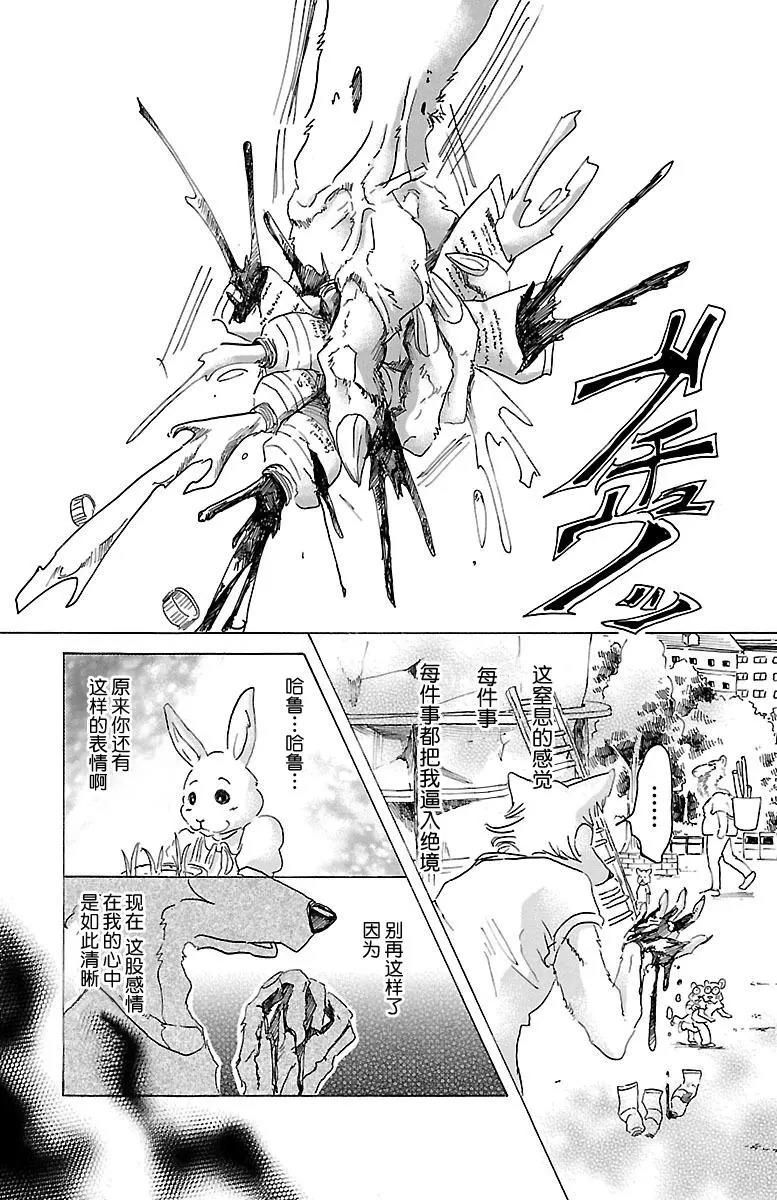 ブチュウッ
这窒息的感觉
每件事
每件事都把我逼入绝境
……
哈鲁…哈鲁…
原来你还有
这样的表情啊
别再这样了
因为
现在 这股感情
在我的心中
是如此清晰